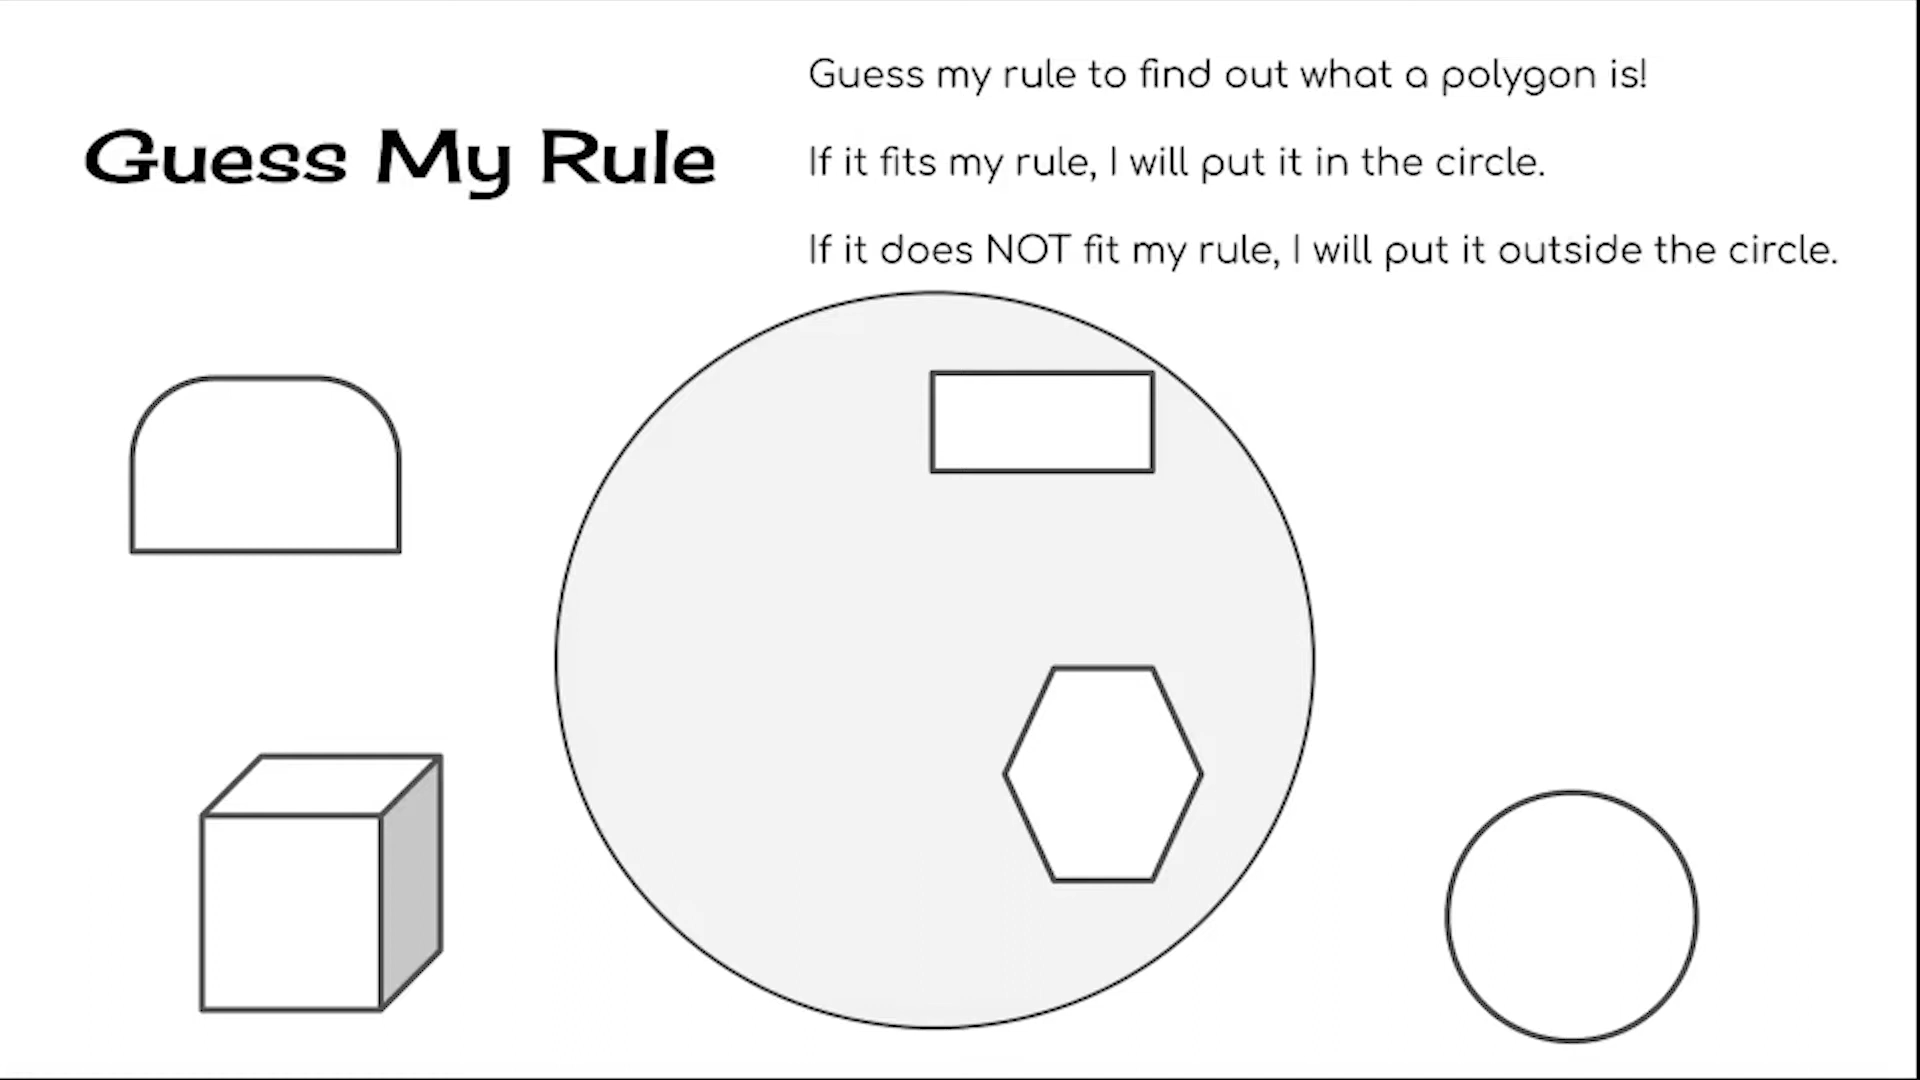 Guess My Rule
Guess my rule to find out what a polygon is!
If it fits my rule, I will put it in the circle.
If it does NOT fit my rule, I will put it outside the circle.